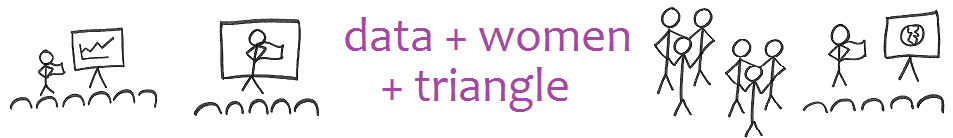 data + women
+ triangle